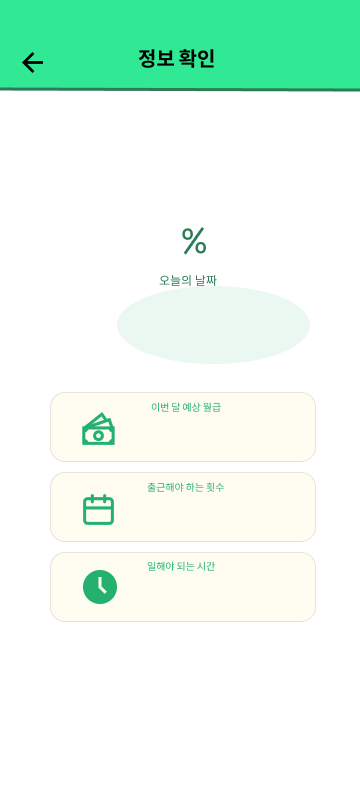 정보 확인
%
오늘의 날짜
이번 달 예상 월급
출근해야 하는 횟수
일해야 되는 시간